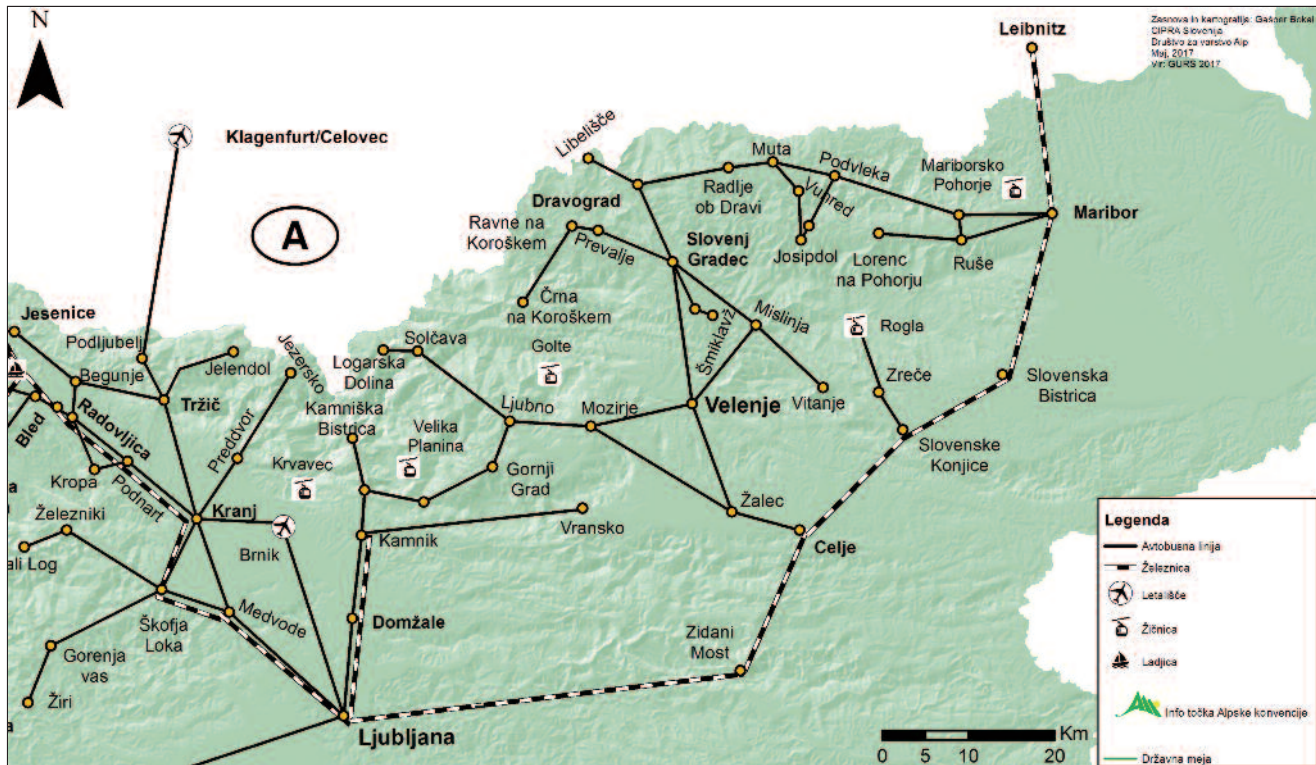 N
Zasnova in kartografija: Gašper Bokal
CIPRA Slovenija
Društvo za varstvo Alp
Maj, 2017
Vir: GURS 2017
Leibnitz
Klagenfurt/Celovec
A
Libelišče
Muta
Podvleka
Mariborsko
Pohorje
Radlje
ob Dravi
Vuhred
Maribor
Dravograd
Ravne na
Koroškem
Prevalje
Slovenj
Gradec
Josipdol
Lorenc
na Pohorju
Ruše
Črna
na Koroškem
Mislinja
Rogla
Jesenice
Podljubelj
Jelendol
Jezersko
Solčava
Logarska
Dolina
Golte
Šmiklavž
Begunje
Tržič
Zreče
Slovenska
Bistrica
Bled
Radovljica
Preddvor
Kamniška
Bistrica
Velika
Planina
Ljubno
Mozirje
Velenje
Vitanje
Slovenske
Konjice
Kropa
Podnart
Krvavec
Gornji
Grad
Žalec
Železniki
Kranj
Vransko
ali Log
Brnik
Kamnik
Celje
Škofja
Loka
Medvode
Domžale
Zidani
Most
Gorenja
vas
Žiri
Ljubljana
0 5 10 20 Km
Legenda
Avtobusna linija
Železnica
Letališče
Žičnica
Ladjica
Info točka Alpske konvencije
Državna meja